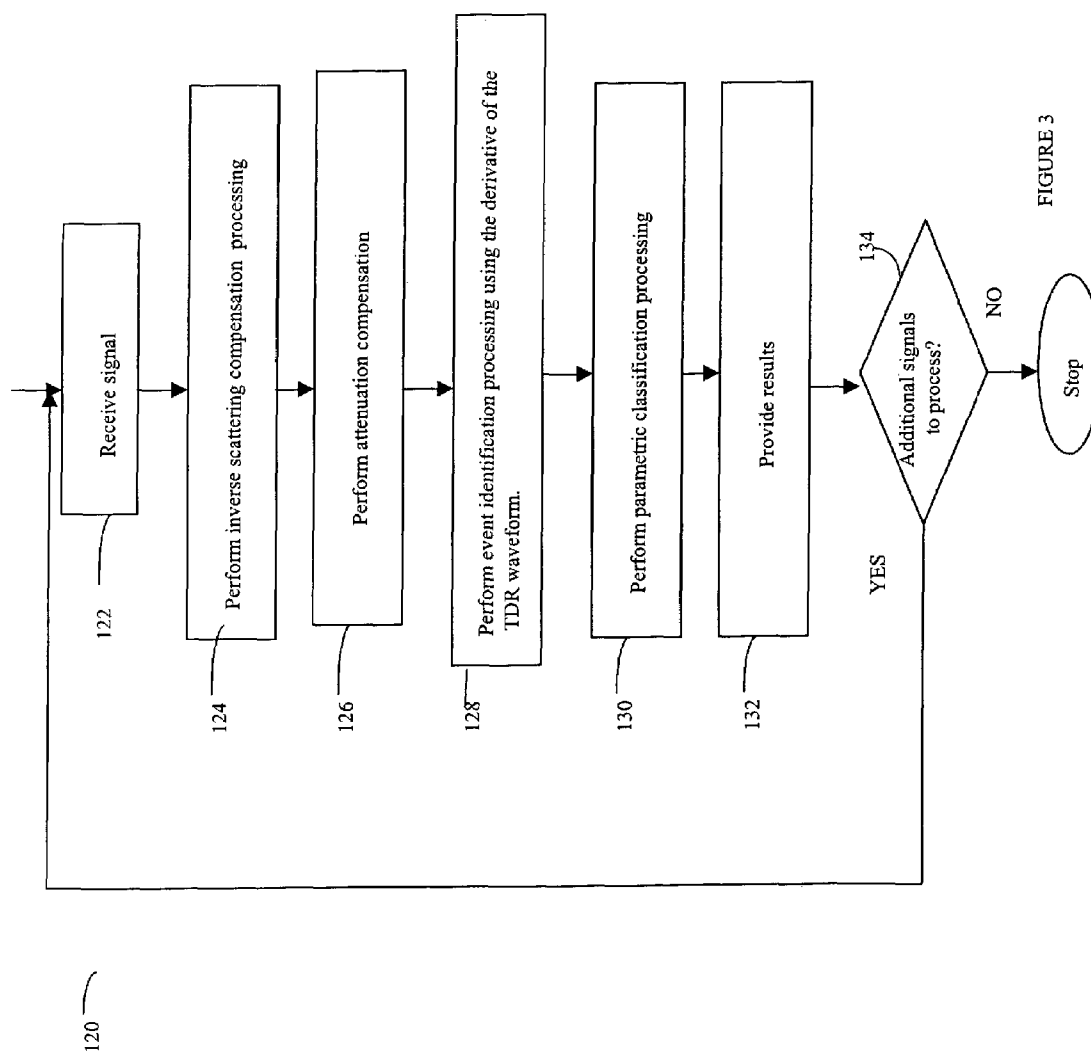 120
122
Receive signal
124
Perform inverse scattering compensation processing
126
Perform attenuation compensation
128
Perform event identification processing using the derivative of the
TDR waveform.
130
Perform parametric classification processing
132
Provide results
134
Additional signals
to process?
YES
NO
Stop
FIGURE 3